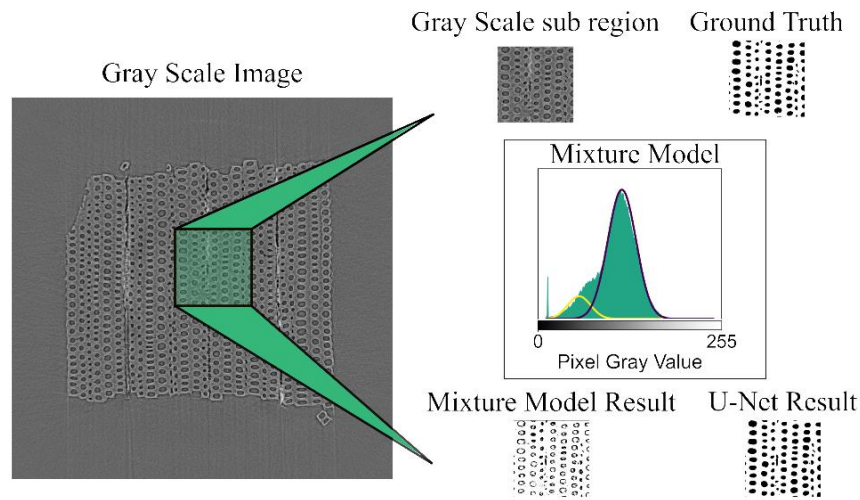 Gray Scale sub region
Ground Truth
Gray Scale Image
Mixture Model
0
255
Pixel Gray Value
Mixture Model Result
U-Net Result